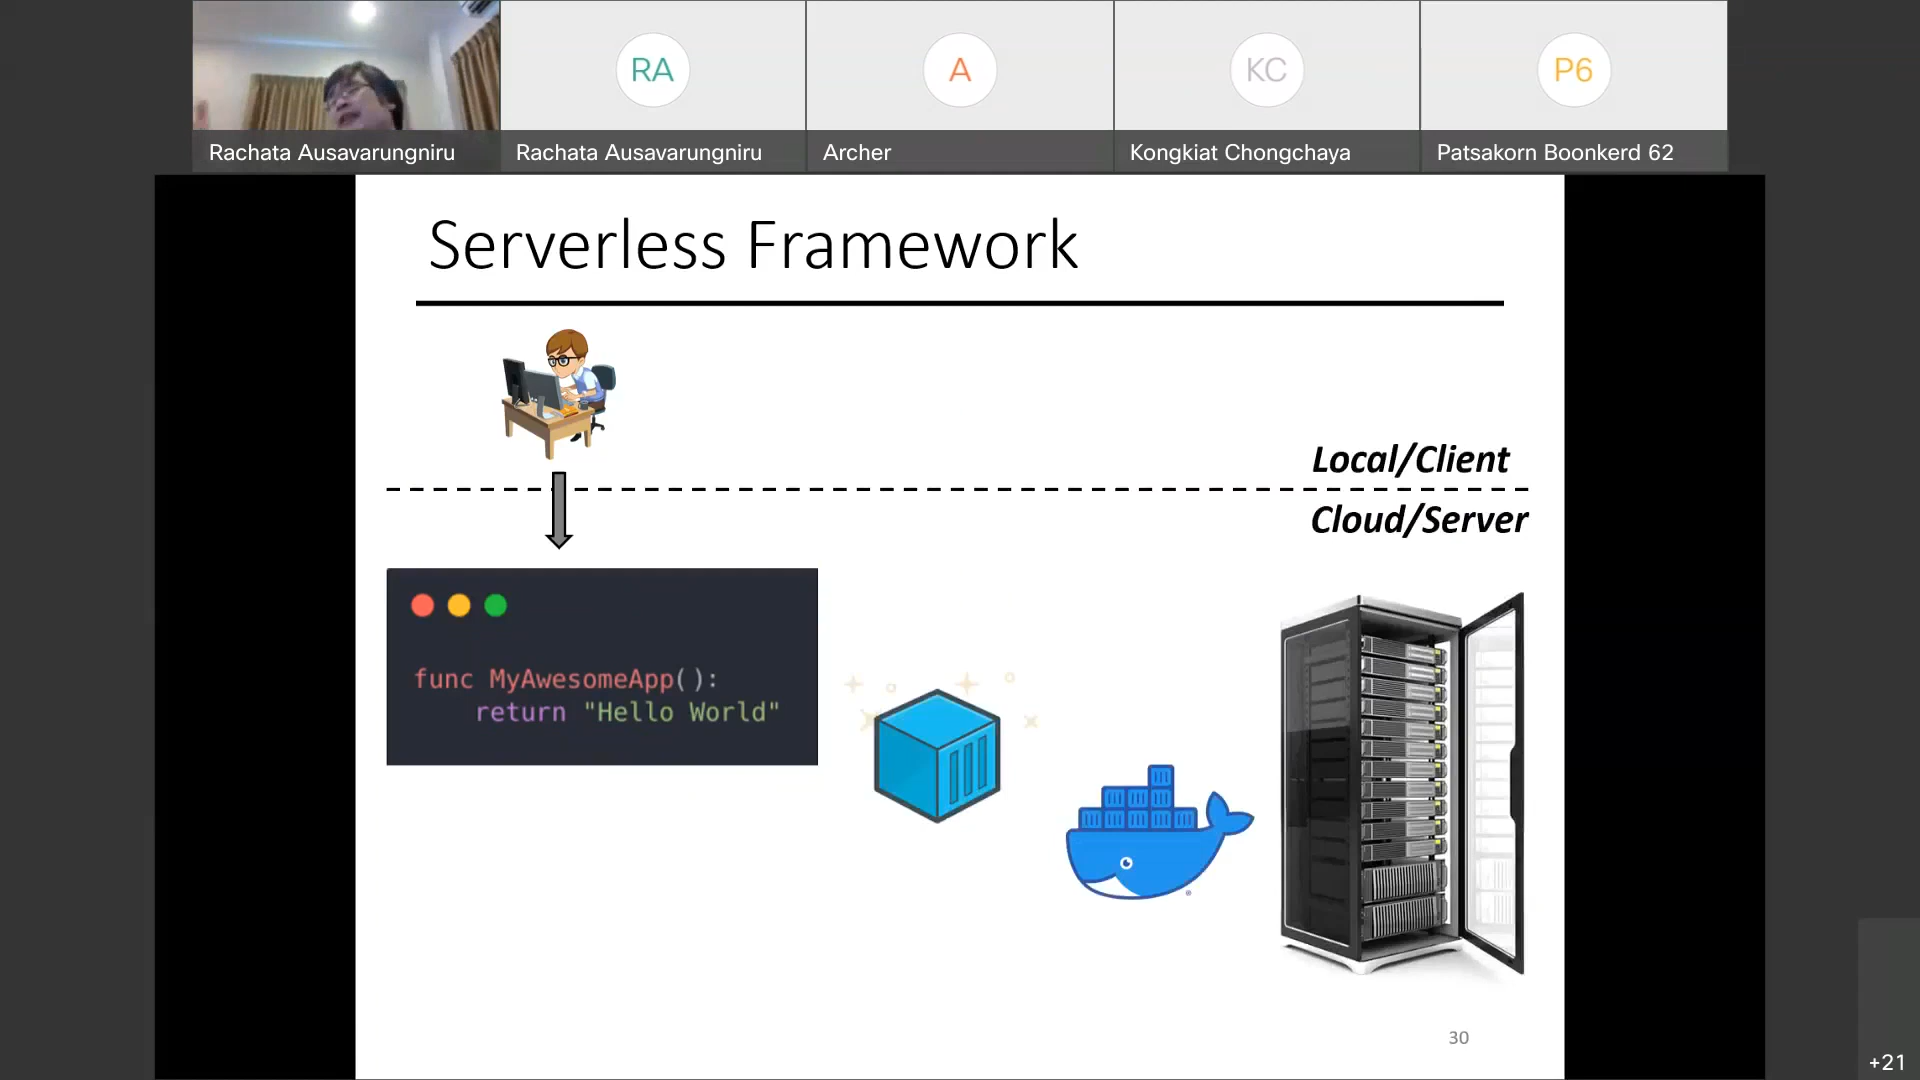 RA
A
KC
P6
Rachata Ausavarungniru
Rachata Ausavarungniru
Archer
Kongkiat Chongchaya
Patsakorn Boonkerd 62
Serverless Framework
Local/Client
Cloud/Server
func MyAwesomeApp():
return "Hello World"
30
+21